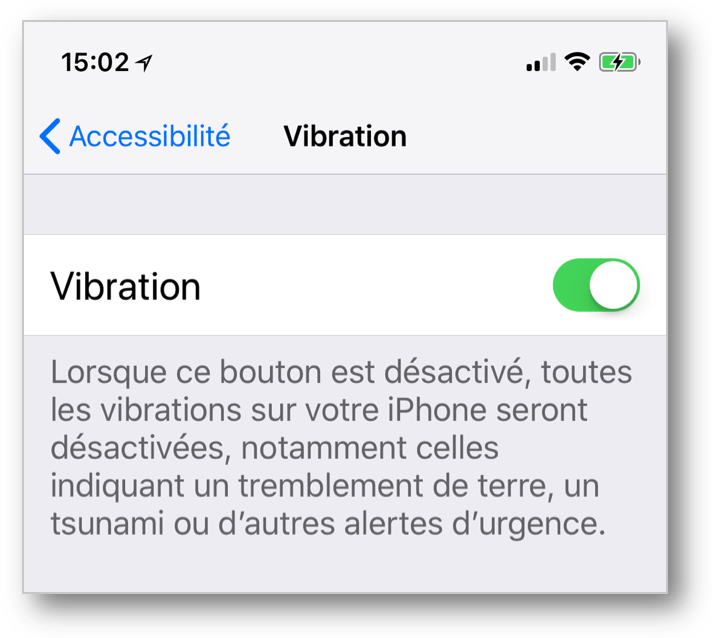 15:02
Accessibilité
Vibration
Vibration
Lorsque ce bouton est désactivé, toutes
les vibrations sur votre iPhone seront
désactivées, notamment celles
indiquant un tremblement de terre, un
tsunami ou d’autres alertes d’urgence.